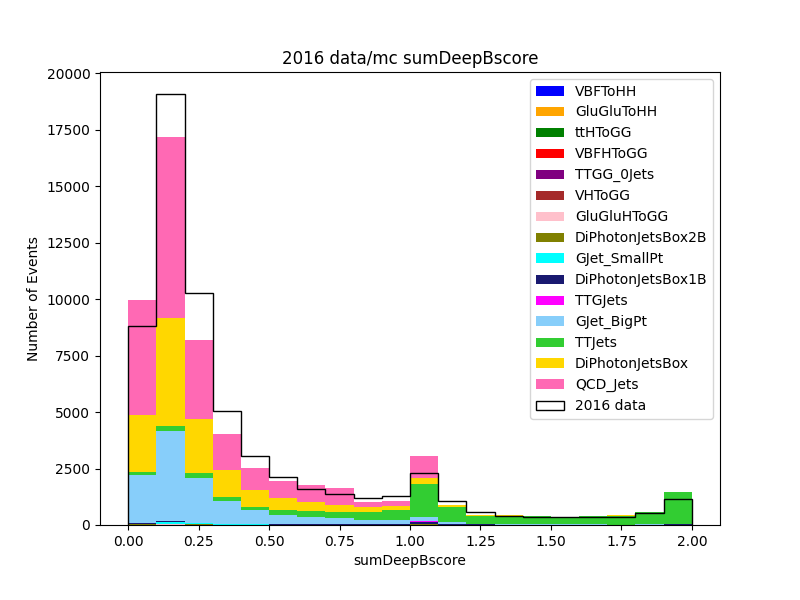 2016 data/mc sumDeepBscore
Number of Events
20000
17500
15000
12500
10000
7500
5000
2500
0
VBFToHH
GluGluToHH
ttHToGG
VBFHToGG
TTGG_0Jets
VHToGG
GluGluHToGG
DiPhotonJetsBox2B
GJet_SmallPt
DiPhotonJetsBox1B
TTGJets
GJet_BigPt
TTJets
DiPhotonJetsBox
QCD_Jets
2016 data
0.00 0.25 0.50 0.75 1.00 1.25 1.50 1.75 2.00
sumDeepBscore